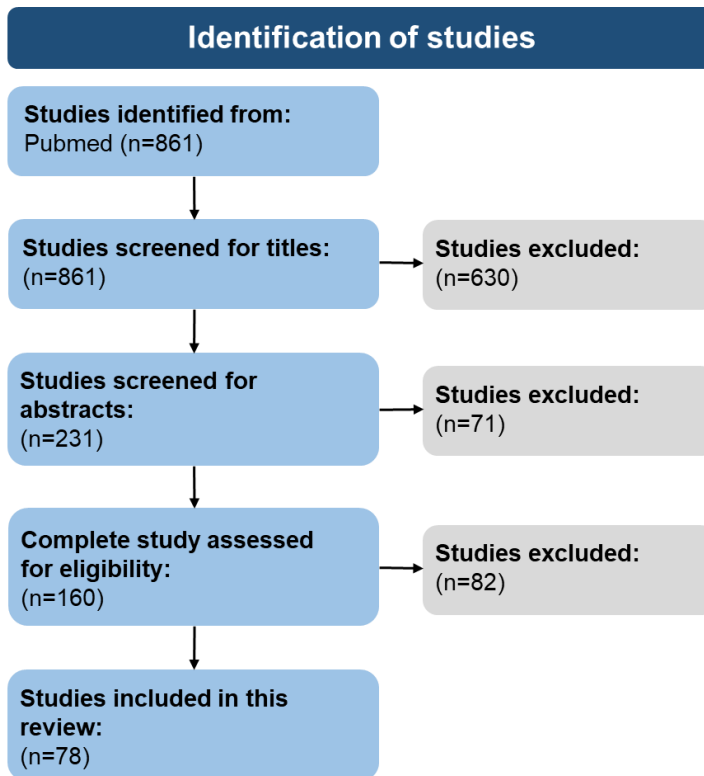 Identification of studies
Studies identified from:
Pubmed (n=861)
Studies screened for titles:
(n=861)
Studies excluded:
(n=630)
Studies screened for
abstracts:
(n=231)
Studies excluded:
(n=71)
Complete study assessed
for eligibility:
(n=160)
Studies excluded:
(n=82)
Studies included in this
review:
(n=78)